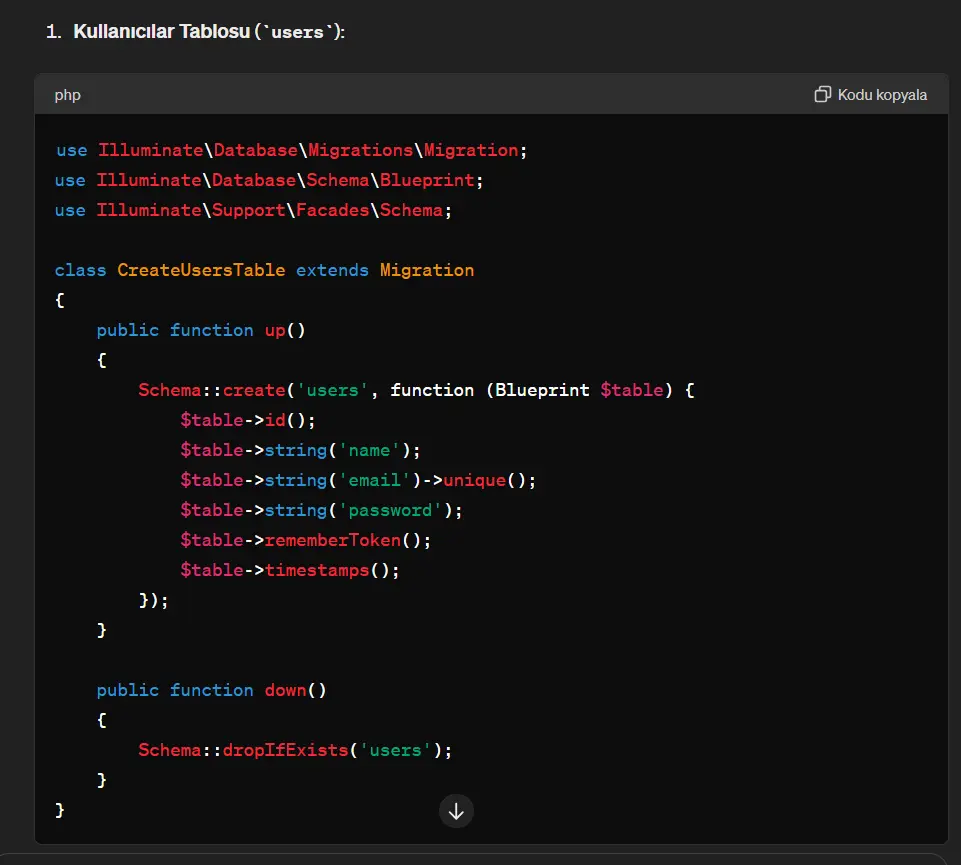 1. Kullanıcılar Tablosu (`users`):
php
Kodu kopyala
use Illuminate\Database\Migrations\Migration;
use Illuminate\Database\Schema\Blueprint;
use Illuminate\Support\Facades\Schema;
class CreateUsersTable extends Migration
{
    public function up()
    {
        Schema::create('users', function (Blueprint $table) {
            $table->id();
            $table->string('name');
            $table->string('email')->unique();
            $table->string('password');
            $table->rememberToken();
            $table->timestamps();
        });
    }
    public function down()
    {
        Schema::dropIfExists('users');
    }
}